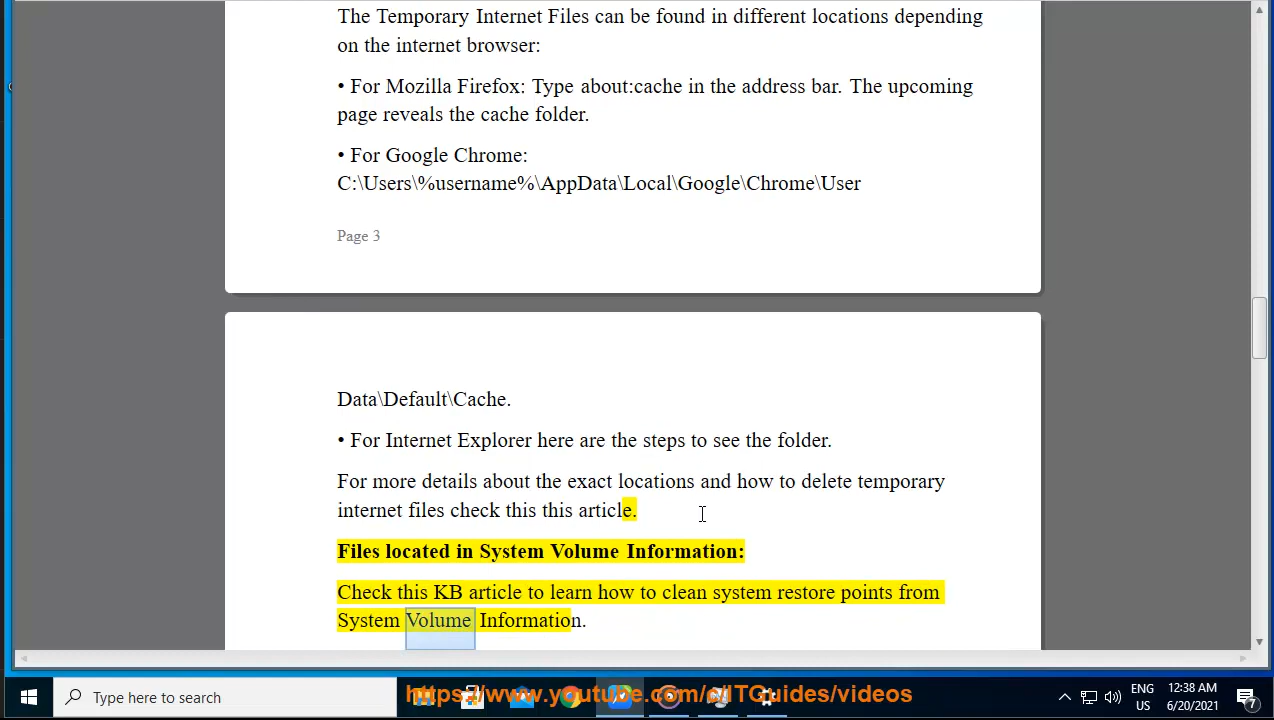 The Temporary Internet Files can be found in different locations depending
on the internet browser:
• For Mozilla Firefox: Type about:cache in the address bar. The upcoming
page reveals the cache folder.
• For Google Chrome:
C:\Users\%username%\AppData\Local\Google\Chrome\User
Page 3
Data\Default\Cache.
• For Internet Explorer here are the steps to see the folder.
For more details about the exact locations and how to delete temporary
internet files check this this article.
Files located in System Volume Information:
Check this KB article to learn how to clean system restore points from
System Volume Information.
Type here to search
https://www.youtube.com/c/ITGuides/videos
ENG
US
12:38 AM
6/20/2021
7